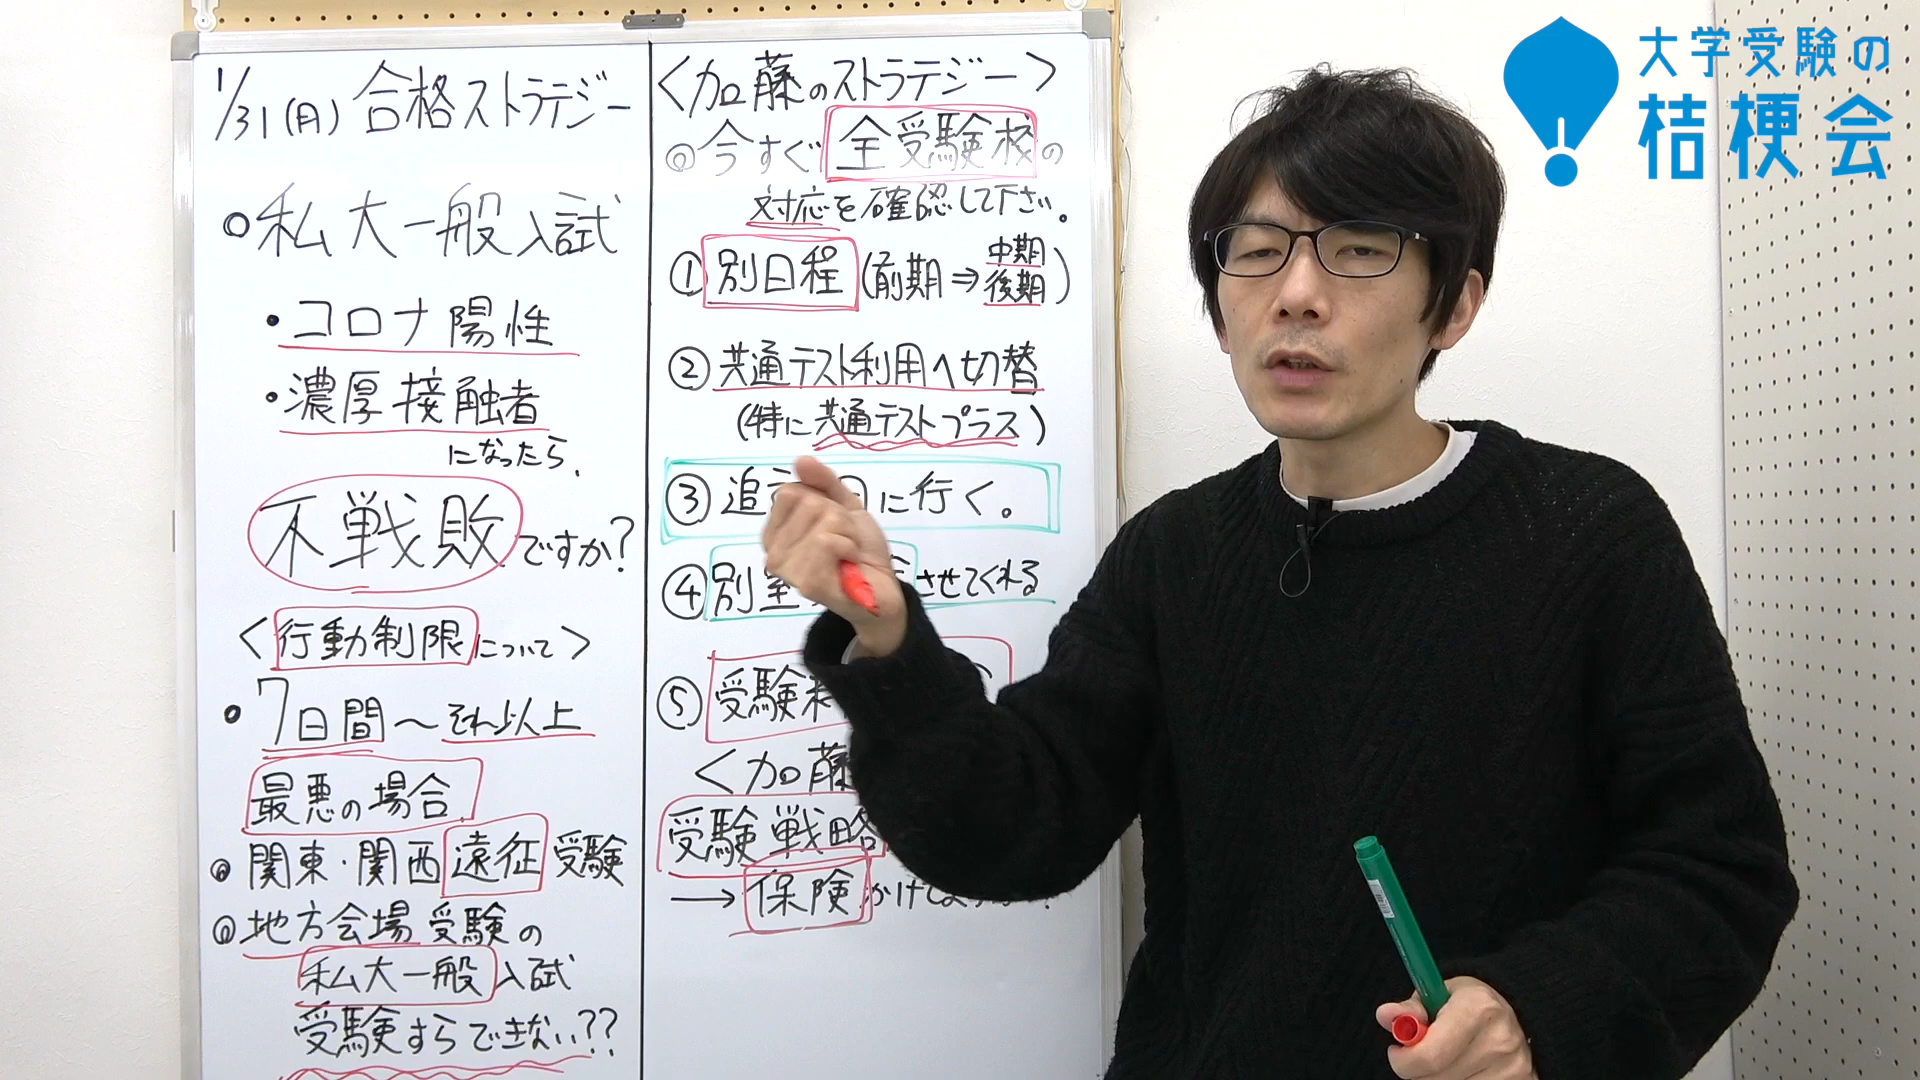 1/31(月) 合格ストラテジー
○私大一般入試
・コロナ陽性
・濃厚接触者
になったら、
不戦敗ですか?
<行動制限について>
・7日間～それ以上
最悪の場合
◎関東・関西遠征受験
◎地方会場受験の
私大一般入試
受験すらできない??
<加藤のストラテジー>
◎今すぐ全受験校の
対応を確認して下さい。
①別日程(前期⇒中期
後期)
②共通テスト利用へ切替
(特に共通テストプラス)
③追 に行く。
④別室 させてくれる
⑤受験料
<加藤
受験戦略
→保険かけて
大学受験の
桔梗会